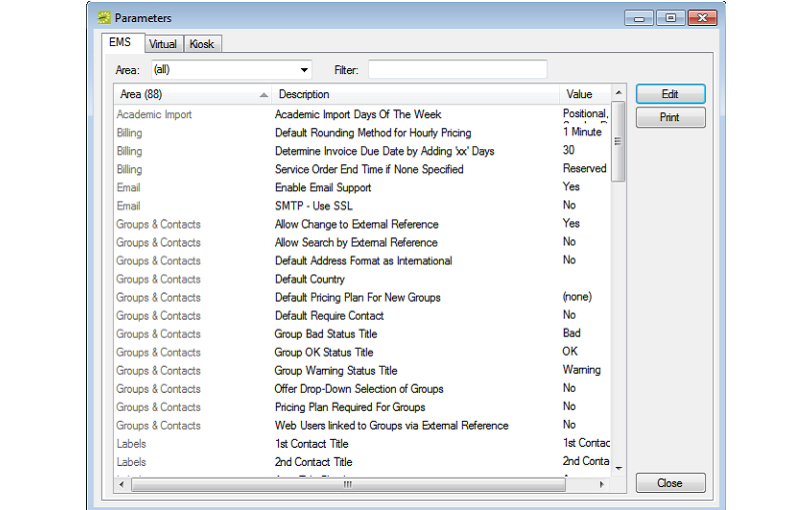 Parameters
EMS Virtual Kiosk
Area: (all) Filter:
Area (88) Description Value
Edit
Print
Academic Import Academic Import Days Of The Week Positional,
Billing Default Rounding Method for Hourly Pricing 1 Minute
Billing Determine Invoice Due Date by Adding 'xx' Days 30
Billing Service Order End Time if None Specified Reserved
Email Enable Email Support Yes
Email SMTP - Use SSL No
Groups & Contacts Allow Change to External Reference Yes
Groups & Contacts Allow Search by External Reference No
Groups & Contacts Default Address Format as International No
Groups & Contacts Default Country
Groups & Contacts Default Pricing Plan For New Groups (none)
Groups & Contacts Default Require Contact No
Groups & Contacts Group Bad Status Title Bad
Groups & Contacts Group OK Status Title OK
Groups & Contacts Group Warning Status Title Warning
Groups & Contacts Offer Drop-Down Selection of Groups No
Groups & Contacts Pricing Plan Required For Groups No
Groups & Contacts Web Users linked to Groups via External Reference No
Labels 1st Contact Title 1st Contac
Labels 2nd Contact Title 2nd Conta
Close